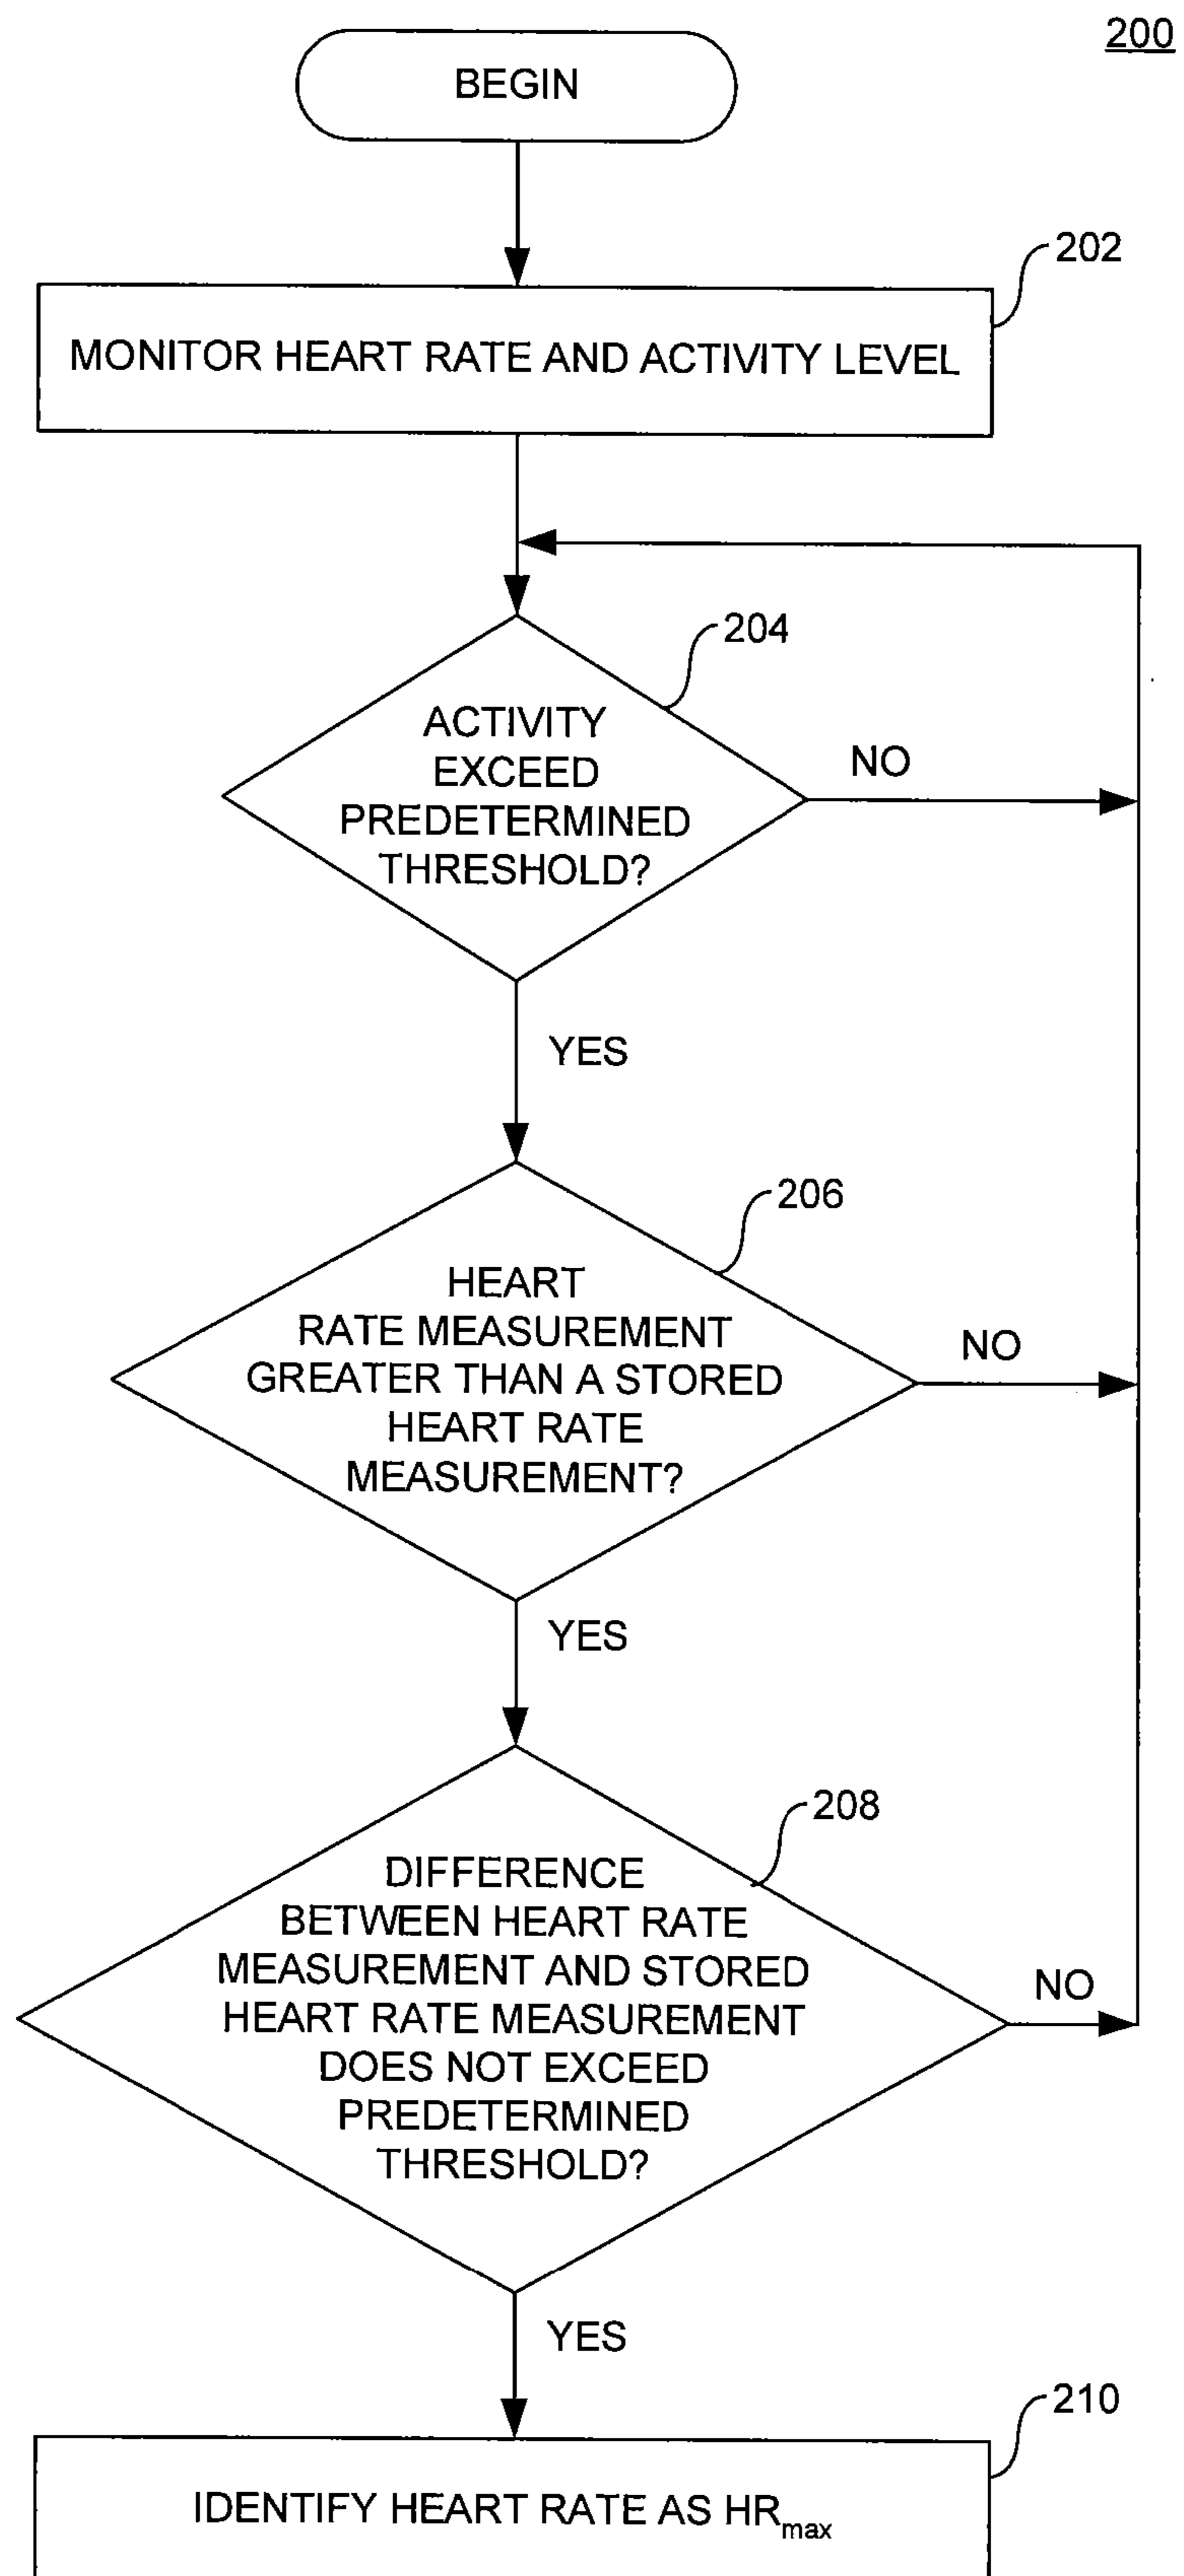 200
BEGIN
202
MONITOR HEART RATE AND ACTIVITY LEVEL
204
ACTIVITY
EXCEED
PREDETERMINED
THRESHOLD?
NO
YES
206
HEART
RATE MEASUREMENT
GREATER THAN A STORED
HEART RATE
MEASUREMENT?
NO
YES
208
DIFFERENCE
BETWEEN HEART RATE
MEASUREMENT AND STORED
HEART RATE MEASUREMENT
DOES NOT EXCEED
PREDETERMINED
THRESHOLD?
NO
YES
210
IDENTIFY HEART RATE AS HRmax